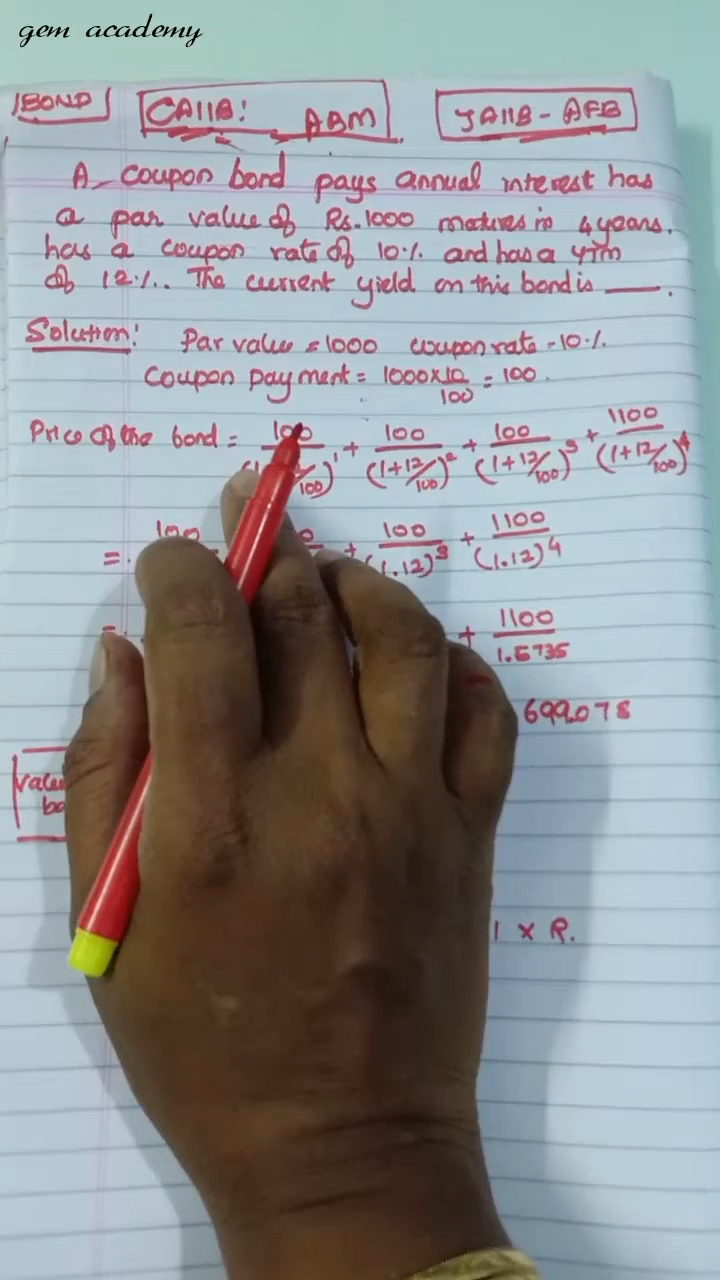 gem academy
BOND CAIIB: ABM JAIIB - AFB
A coupon bond pays annual interest has
a par value of Rs.1000 matures in 4 years.
has a coupon rate of 10%. and has a YTM
of 12%. The current yield on this bond is ___.
Solution: Par value = 1000 coupon rate - 10%.
Coupon payment = 1000 x 10/100 = 100.
Price of the bond = 100/ /100)^1 + 100/(1+12/100)^2 + 100/(1+12/100)^3 + 1100/(1+12/100)^4
= 100 + 100/(1.12)^3 + 1100/(1.12)^4
= + 1100/1.5735
699.078
1 x R.